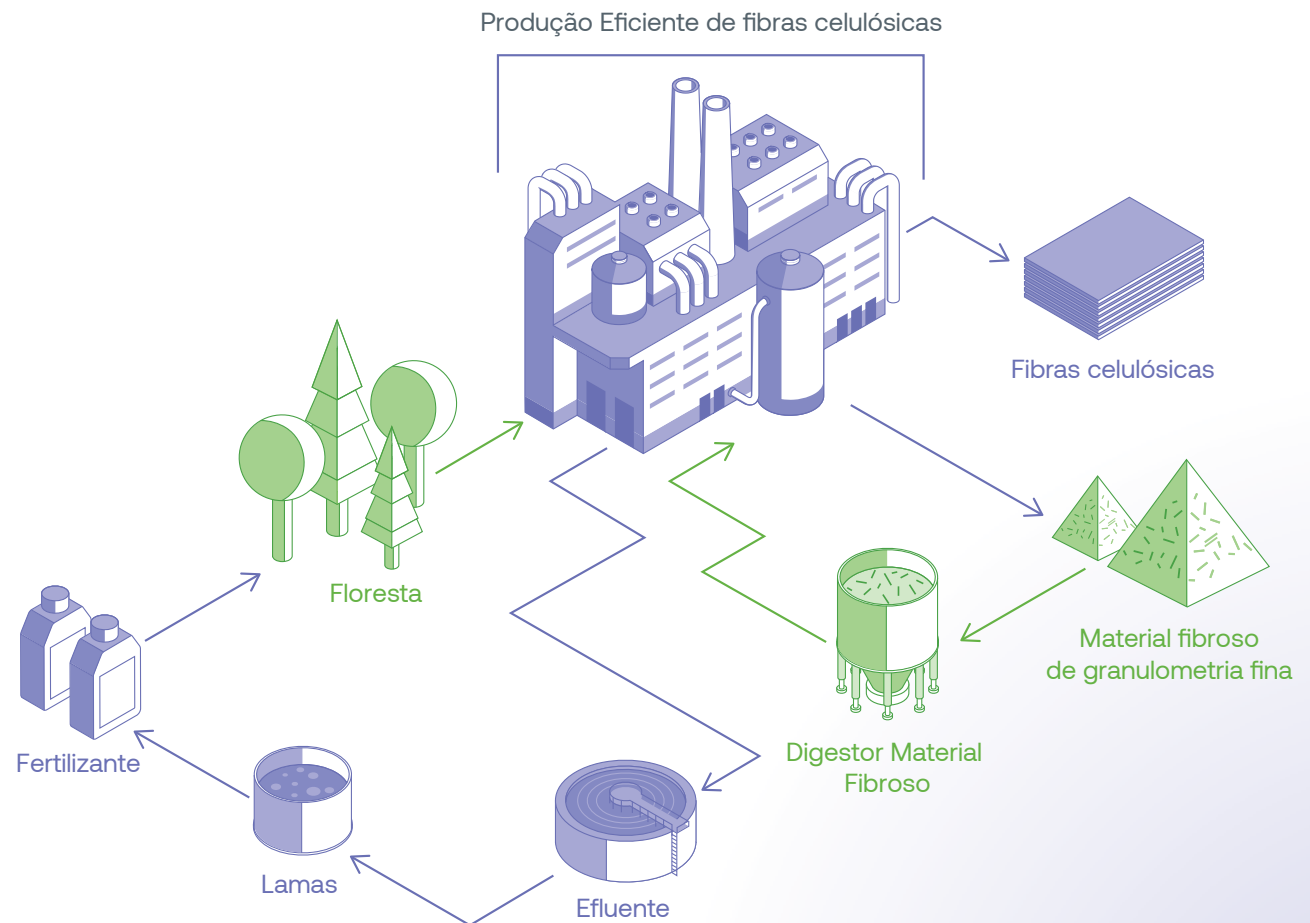 Produção Eficiente de fibras celulósicas
Fibras celulósicas
Floresta
Material fibroso
de granulometria fina
Fertilizante
Digestor Material
Fibroso
Lamas
Efluente